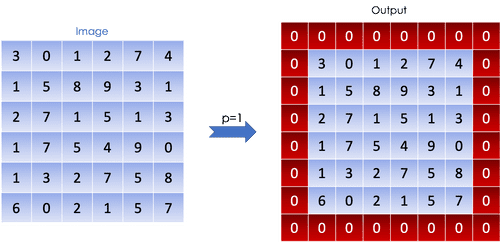 Image
3 0 1 2 7 4
1 5 8 9 3 1
2 7 1 5 1 3
1 7 5 4 9 0
1 3 2 7 5 8
6 0 2 1 5 7
p=1
Output
0 0 0 0 0 0 0 0
0 3 0 1 2 7 4 0
0 1 5 8 9 3 1 0
0 2 7 1 5 1 3 0
0 1 7 5 4 9 0 0
0 1 3 2 7 5 8 0
0 6 0 2 1 5 7 0
0 0 0 0 0 0 0 0